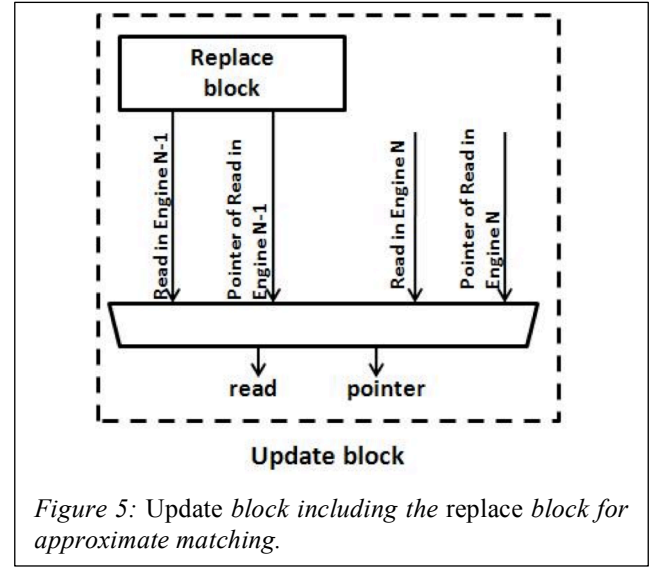 Replace
block
Read in Engine N-1
Pointer of Read in
Engine N-1
Read in Engine N
Pointer of Read in
Engine N
read
pointer
Update block
Figure 5: Update block including the replace block for
approximate matching.